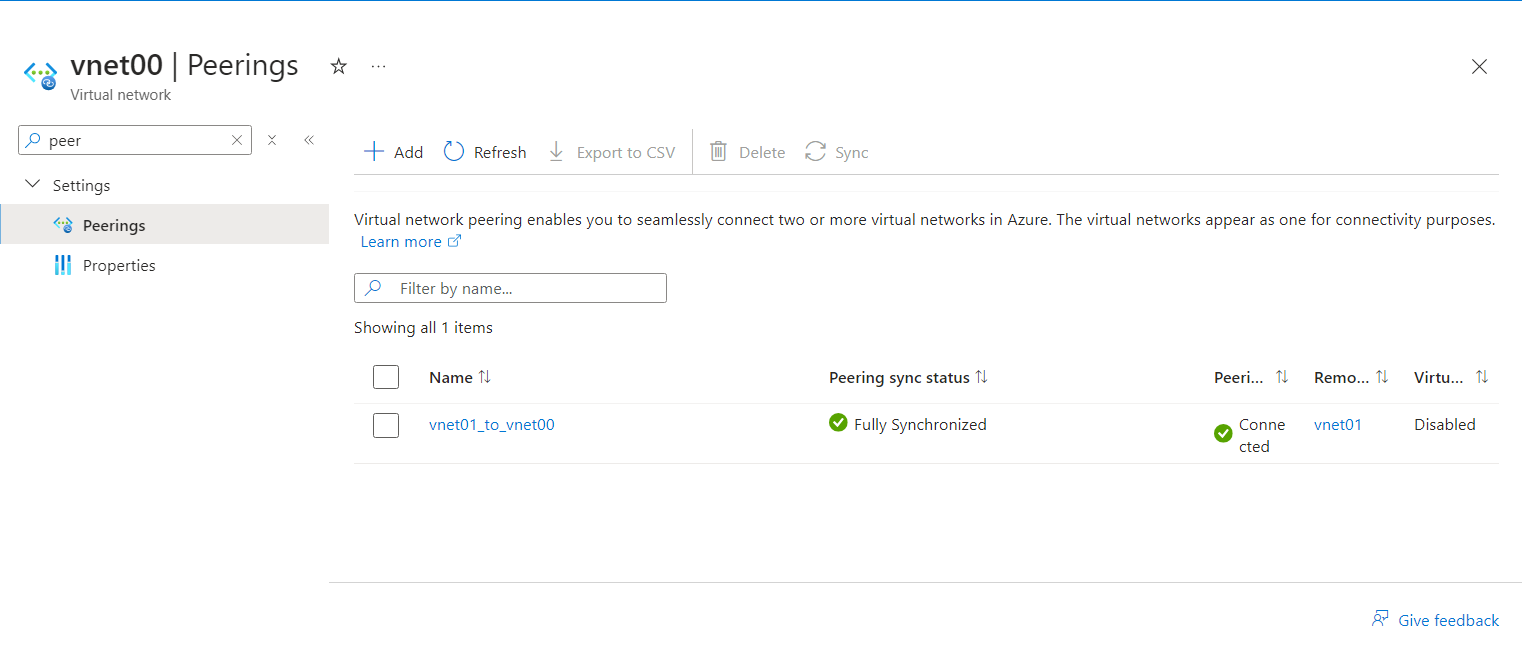 vnet00 | Peerings
Virtual network
peer
Settings
Peerings
Properties
Add Refresh Export to CSV Delete Sync
Virtual network peering enables you to seamlessly connect two or more virtual networks in Azure. The virtual networks appear as one for connectivity purposes.
Learn more
Filter by name...
Showing all 1 items
Name Peering sync status Peeri... Remo... Virtu...
vnet01_to_vnet00 Fully Synchronized Conne vnet01 Disabled
cted
Give feedback